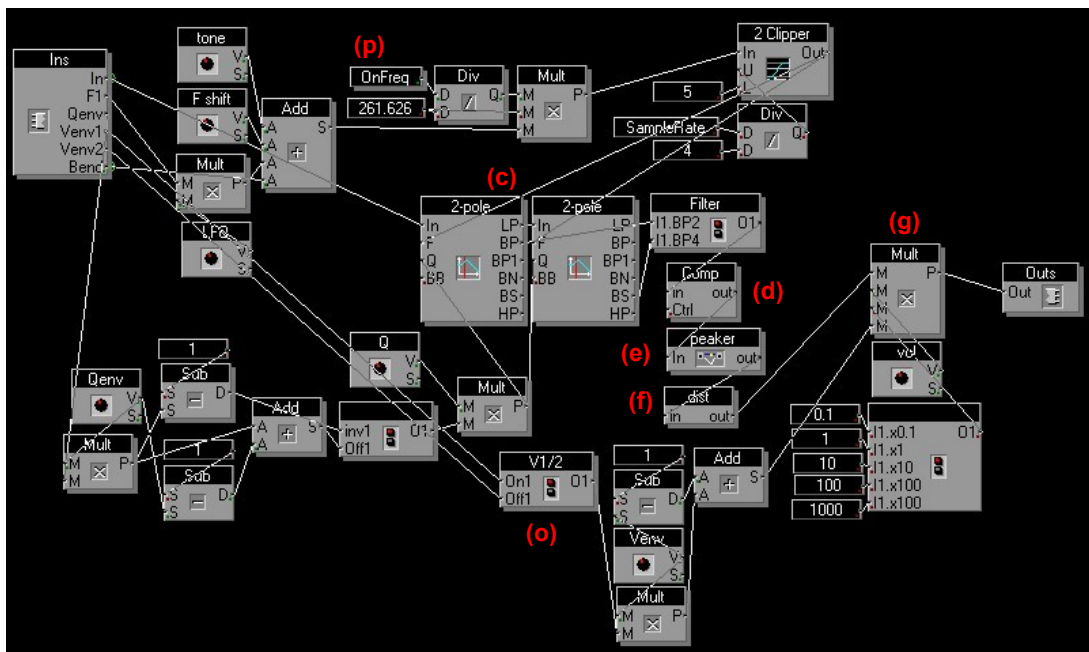 Ins
In
F1
Qenv
Venv1
Venv2
Bend
tone
V
S
F shift
V
S
Mult
M P
M
LFO
V
S
Add
A S
A
A
A
(p)
OnFreq
261.626
Div
D Q
D
Mult
M P
M
M
2 Clipper
In Out
U
L
5
SampleRate
4
Div
D Q
D
(c)
2-pole
In LP
F BP
Q BP1
BB BN
BS
HP
2-pole
In LP
F BP
Q BP1
BB BN
BS
HP
Filter
I1.BP2 O1
I1.BP4
Comp
in out
Ctrl
(d)
(e)
peaker
In out
(f)
dist
in out
(g)
Mult
M P
M
M
M
Outs
Out
vol
V
S
0.1
1
10
100
1000
I1.x0.1 O1
I1.x1
I1.x10
I1.x100
I1.x100
Q
V
S
Mult
M P
M
1
Sub
S D
S
Qenv
V
S
Mult
M P
M
1
Sub
S D
S
Add
A S
A
inv1 O1
Off1
V1/2
On1 O1
Off1
(o)
1
Sub
S D
S
Venv
V
S
Mult
M P
M
Add
A S
A